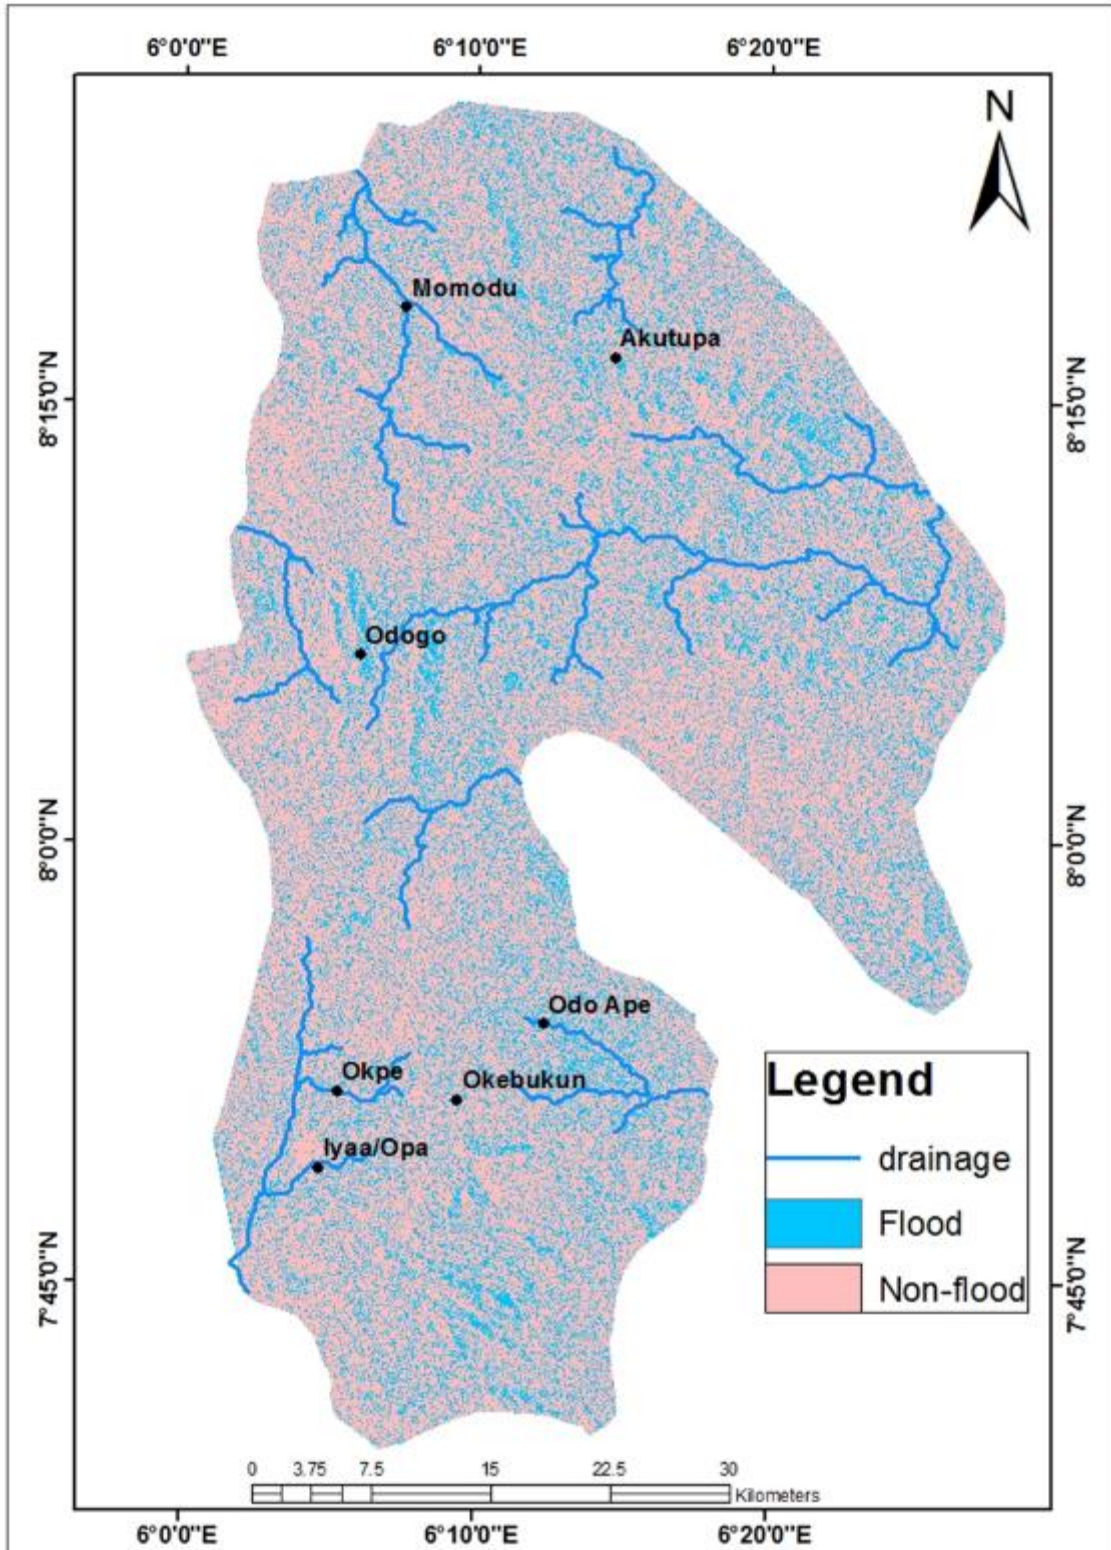 6°0'0"E 6°10'0"E 6°20'0"E
N
Momodu
Akutupa
8°15'0"N 8°15'0"N
Odogo
8°0'0"N 8°0'0"N
Odo Ape
Okpe
Okebukun
Iyaa/Opa
Legend
drainage
Flood
Non-flood
7°45'0"N 7°45'0"N
0 3.75 7.5 15 22.5 30
Kilometers
6°0'0"E 6°10'0"E 6°20'0"E